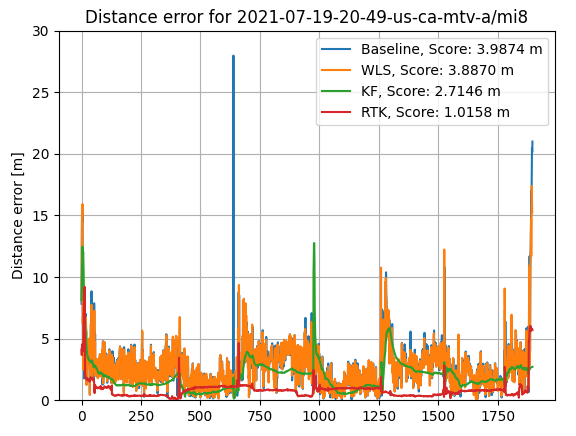 Distance error for 2021-07-19-20-49-us-ca-mtv-a/mi8
Baseline, Score: 3.9874 m
WLS, Score: 3.8870 m
KF, Score: 2.7146 m
RTK, Score: 1.0158 m
Distance error [m]
30
25
20
15
10
5
0
0 250 500 750 1000 1250 1500 1750